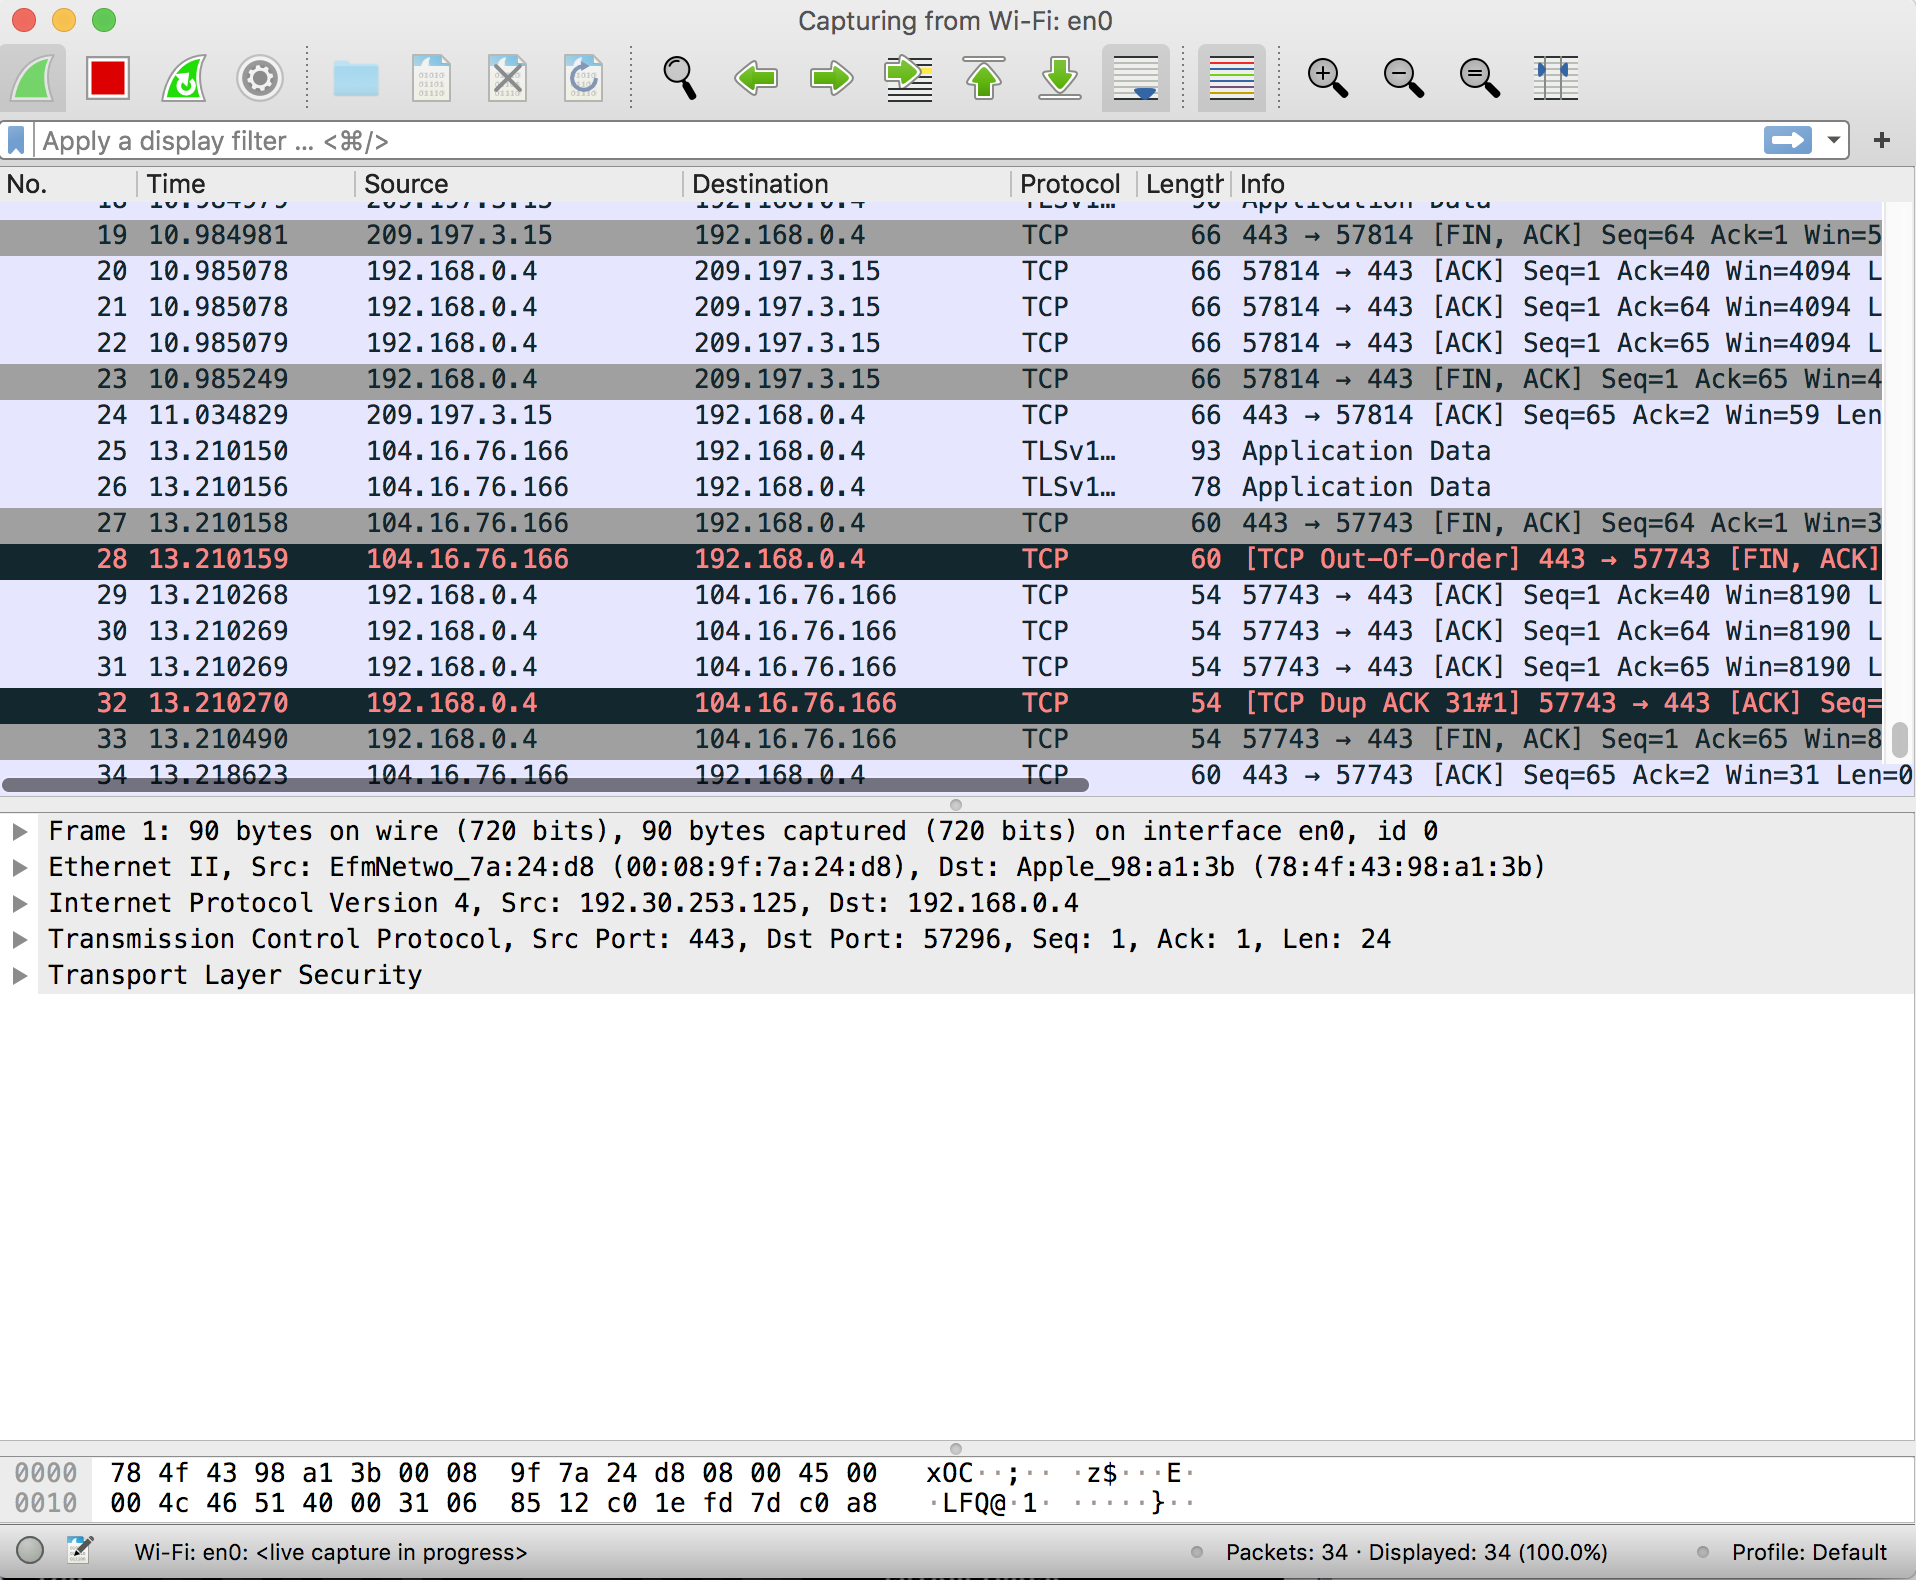 Capturing from Wi-Fi: en0
Apply a display filter ... <⌘/>
No. Time Source Destination Protocol Length Info
18 10.984979 209.197.3.15 192.168.0.4 TLSv1… 90 Application Data
19 10.984981 209.197.3.15 192.168.0.4 TCP 66 443 → 57814 [FIN, ACK] Seq=64 Ack=1 Win=5
20 10.985078 192.168.0.4 209.197.3.15 TCP 66 57814 → 443 [ACK] Seq=1 Ack=40 Win=4094 L
21 10.985078 192.168.0.4 209.197.3.15 TCP 66 57814 → 443 [ACK] Seq=1 Ack=64 Win=4094 L
22 10.985079 192.168.0.4 209.197.3.15 TCP 66 57814 → 443 [ACK] Seq=1 Ack=65 Win=4094 L
23 10.985249 192.168.0.4 209.197.3.15 TCP 66 57814 → 443 [FIN, ACK] Seq=1 Ack=65 Win=4
24 11.034829 209.197.3.15 192.168.0.4 TCP 66 443 → 57814 [ACK] Seq=65 Ack=2 Win=59 Len
25 13.210150 104.16.76.166 192.168.0.4 TLSv1… 93 Application Data
26 13.210156 104.16.76.166 192.168.0.4 TLSv1… 78 Application Data
27 13.210158 104.16.76.166 192.168.0.4 TCP 60 443 → 57743 [FIN, ACK] Seq=64 Ack=1 Win=3
28 13.210159 104.16.76.166 192.168.0.4 TCP 60 [TCP Out-Of-Order] 443 → 57743 [FIN, ACK]
29 13.210268 192.168.0.4 104.16.76.166 TCP 54 57743 → 443 [ACK] Seq=1 Ack=40 Win=8190 L
30 13.210269 192.168.0.4 104.16.76.166 TCP 54 57743 → 443 [ACK] Seq=1 Ack=64 Win=8190 L
31 13.210269 192.168.0.4 104.16.76.166 TCP 54 57743 → 443 [ACK] Seq=1 Ack=65 Win=8190 L
32 13.210270 192.168.0.4 104.16.76.166 TCP 54 [TCP Dup ACK 31#1] 57743 → 443 [ACK] Seq=
33 13.210490 192.168.0.4 104.16.76.166 TCP 54 57743 → 443 [FIN, ACK] Seq=1 Ack=65 Win=8
34 13.218623 104.16.76.166 192.168.0.4 TCP 60 443 → 57743 [ACK] Seq=65 Ack=2 Win=31 Len=0
Frame 1: 90 bytes on wire (720 bits), 90 bytes captured (720 bits) on interface en0, id 0
Ethernet II, Src: EfmNetwo_7a:24:d8 (00:08:9f:7a:24:d8), Dst: Apple_98:a1:3b (78:4f:43:98:a1:3b)
Internet Protocol Version 4, Src: 192.30.253.125, Dst: 192.168.0.4
Transmission Control Protocol, Src Port: 443, Dst Port: 57296, Seq: 1, Ack: 1, Len: 24
Transport Layer Security
0000 78 4f 43 98 a1 3b 00 08 9f 7a 24 d8 08 00 45 00 xOC··;·· ·z$···E·
0010 00 4c 46 51 40 00 31 06 85 12 c0 1e fd 7d c0 a8 ·LFQ@·1· ·····}··
Wi-Fi: en0: <live capture in progress> Packets: 34 · Displayed: 34 (100.0%) Profile: Default